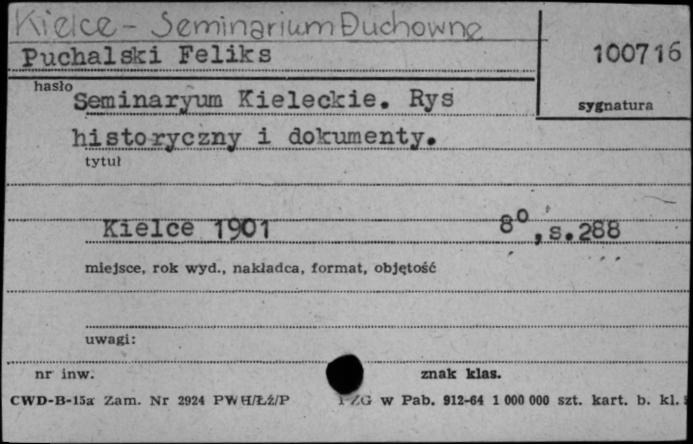 Kielce - Seminarium Duchowne
Puchalski Feliks
100716
hasło
Seminaryum Kieleckie. Rys
sygnatura
historyczny i dokumenty.
tytuł
Kielce 1901 8°, s.288
miejsce, rok wyd., nakładca, format, objętość
uwagi:
nr inw. znak klas.
CWD-B-15a Zam. Nr 2924 PWH/Łż/P PZG w Pab. 912-64 1 000 000 szt. kart. b. kl.